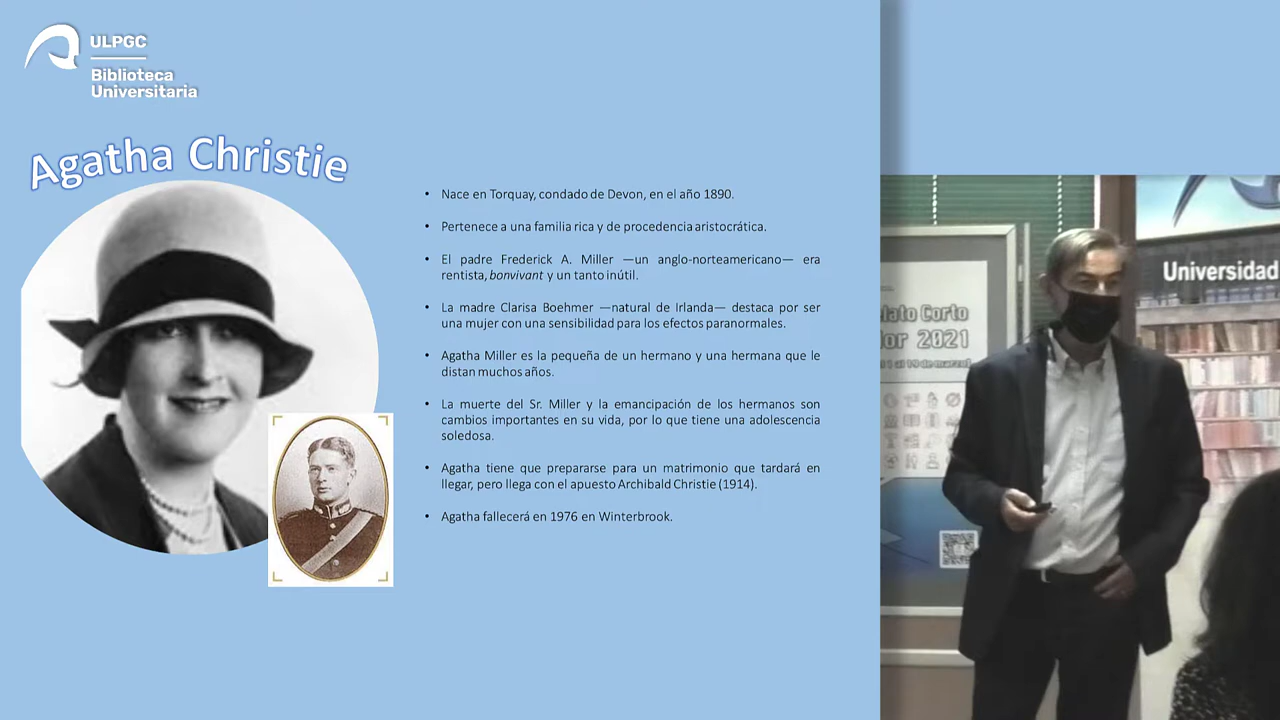 ULPGC
Biblioteca
Universitaria
Agatha Christie
• Nace en Torquay, condado de Devon, en el año 1890.
• Pertenece a una familia rica y de procedencia aristocrática.
• El padre Frederick A. Miller —un anglo-norteamericano— era
rentista, bonvivant y un tanto inútil.
• La madre Clarisa Boehmer —natural de Irlanda— destaca por ser
una mujer con una sensibilidad para los efectos paranormales.
• Agatha Miller es la pequeña de un hermano y una hermana que le
distan muchos años.
• La muerte del Sr. Miller y la emancipación de los hermanos son
cambios importantes en su vida, por lo que tiene una adolescencia
soledosa.
• Agatha tiene que prepararse para un matrimonio que tardará en
llegar, pero llega con el apuesto Archibald Christie (1914).
• Agatha fallecerá en 1976 en Winterbrook.
Universidad
lato Corto
lor 2021
1 al 19 de marzo